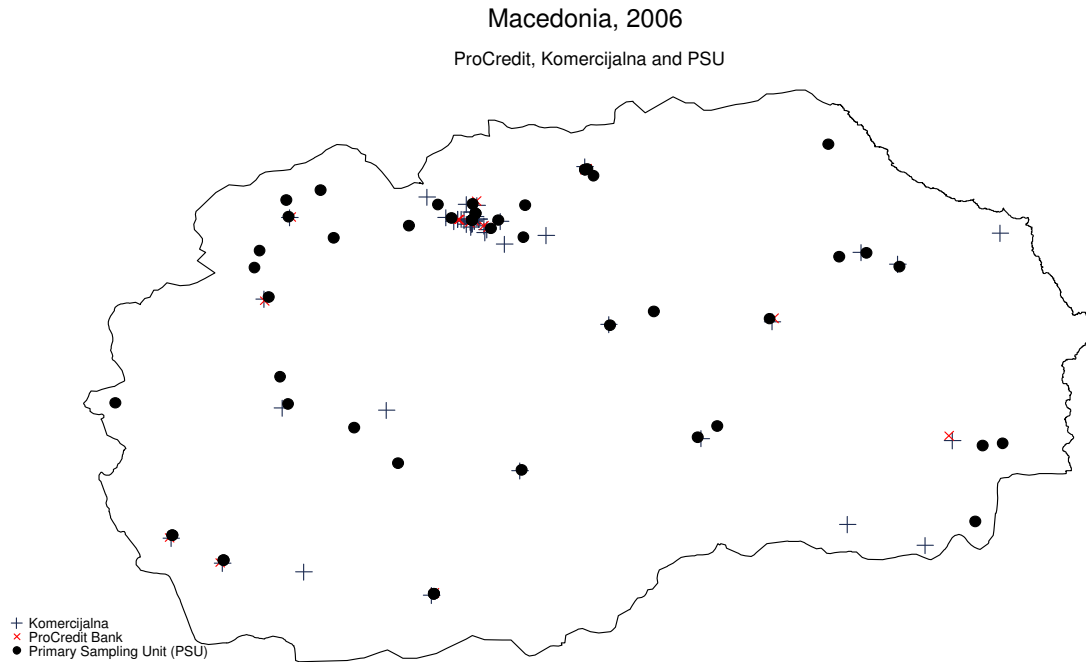 Macedonia, 2006
ProCredit, Komercijalna and PSU
Komercijalna
ProCredit Bank
Primary Sampling Unit (PSU)